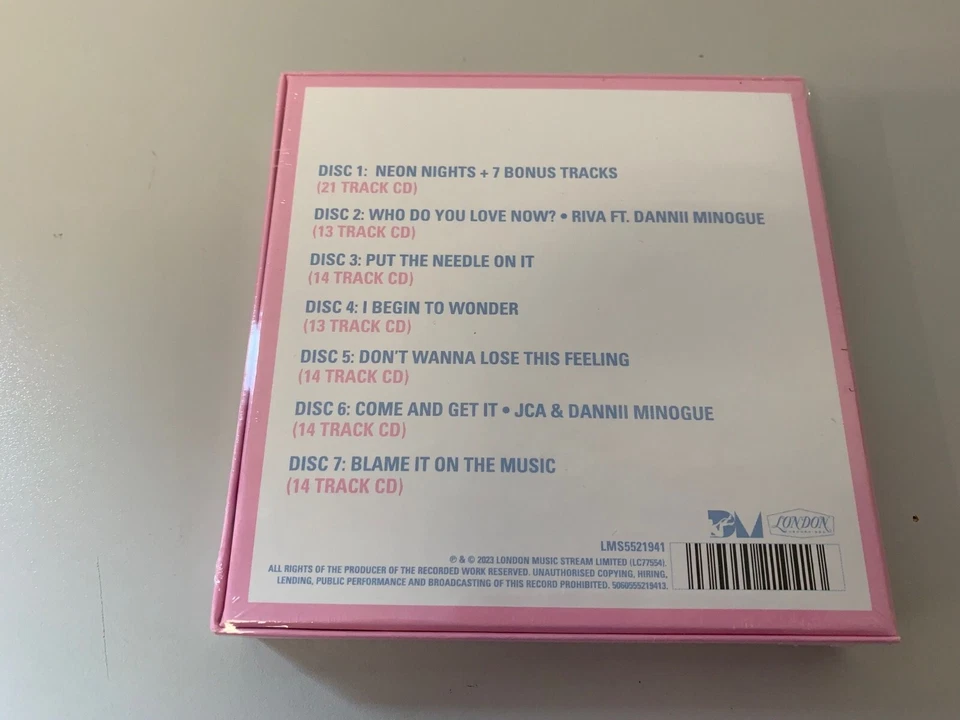 DISC 1: NEON NIGHTS + 7 BONUS TRACKS
(21 TRACK CD)
DISC 2: WHO DO YOU LOVE NOW? • RIVA FT. DANNII MINOGUE
(13 TRACK CD)
DISC 3: PUT THE NEEDLE ON IT
(14 TRACK CD)
DISC 4: I BEGIN TO WONDER
(13 TRACK CD)
DISC 5: DON'T WANNA LOSE THIS FEELING
(14 TRACK CD)
DISC 6: COME AND GET IT • JCA & DANNII MINOGUE
(14 TRACK CD)
DISC 7: BLAME IT ON THE MUSIC
(14 TRACK CD)
DM
LONDON
LMS5521941
℗ & © 2023 LONDON MUSIC STREAM LIMITED (LC77554).
ALL RIGHTS OF THE PRODUCER OF THE RECORDED WORK RESERVED. UNAUTHORISED COPYING, HIRING,
LENDING, PUBLIC PERFORMANCE AND BROADCASTING OF THIS RECORD PROHIBITED. 5060555219413.